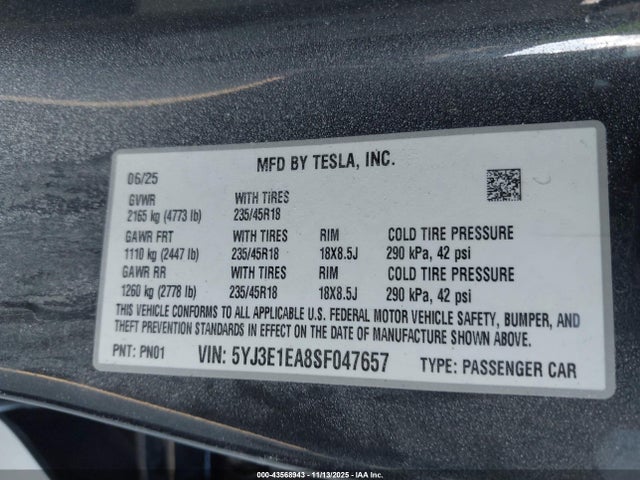 MFD BY TESLA, INC.
06/25
GVWR WITH TIRES
2165 kg (4773 lb) 235/45R18
GAWR FRT WITH TIRES RIM COLD TIRE PRESSURE
1110 kg (2447 lb) 235/45R18 18X8.5J 290 kPa, 42 psi
GAWR RR WITH TIRES RIM COLD TIRE PRESSURE
1260 kg (2778 lb) 235/45R18 18X8.5J 290 kPa, 42 psi
THIS VEHICLE CONFORMS TO ALL APPLICABLE U.S. FEDERAL MOTOR VEHICLE SAFETY, BUMPER, AND
THEFT PREVENTION STANDARDS IN EFFECT ON THE DATE OF MANUFACTURE SHOWN ABOVE.
PNT: PN01 VIN: 5YJ3E1EA8SF047657 TYPE: PASSENGER CAR
000-43568943 - 11/13/2025 - IAA Inc.